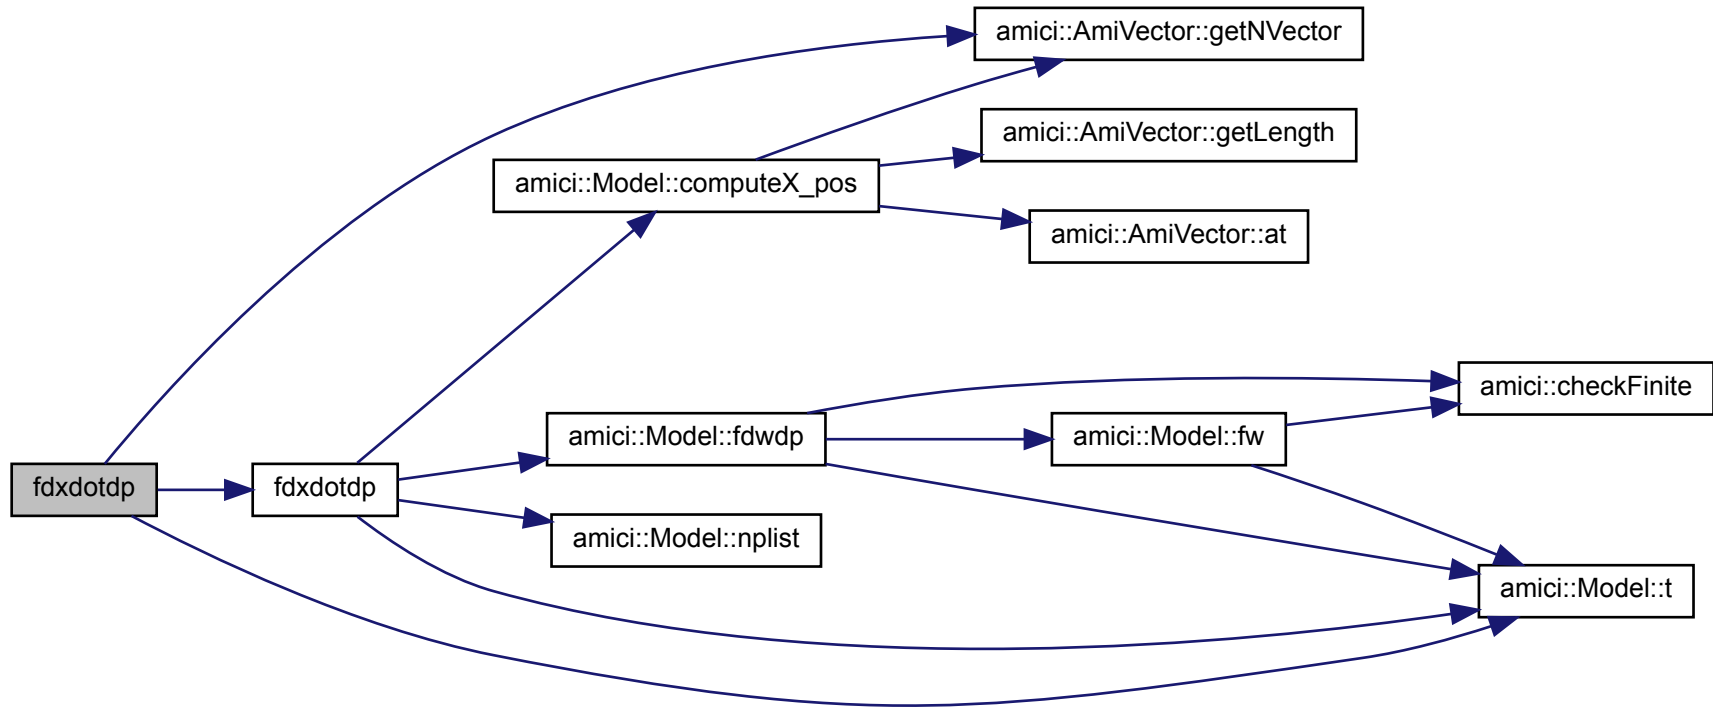 amici::AmiVector::getNVector
amici::AmiVector::getLength
amici::Model::computeX_pos
amici::AmiVector::at
amici::checkFinite
amici::Model::fdwdp
amici::Model::fw
fdxdotdp
fdxdotdp
amici::Model::nplist
amici::Model::t